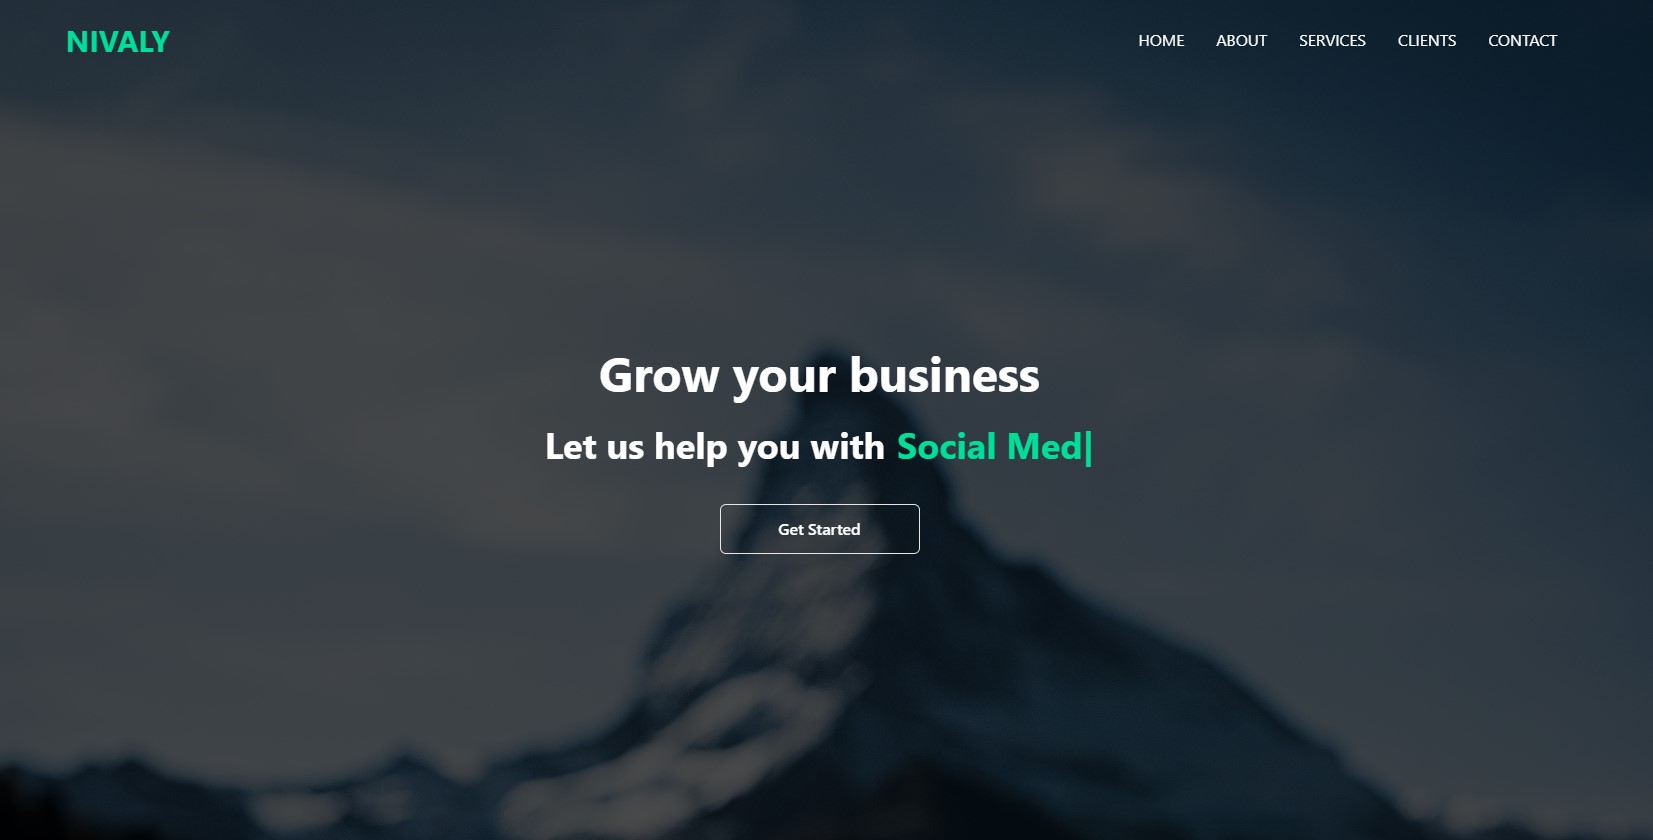 NIVALY
HOME ABOUT SERVICES CLIENTS CONTACT
Grow your business
Let us help you with Social Med|
Get Started